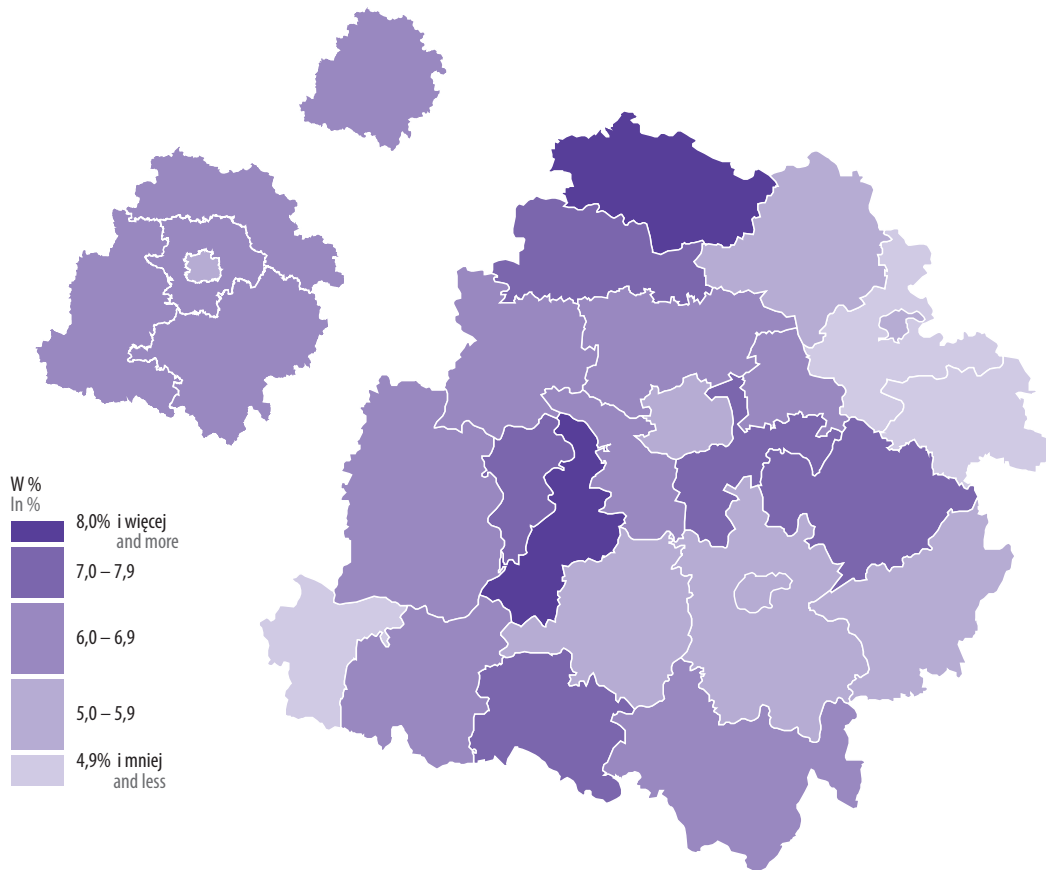 W %
In %
8,0% i więcej
and more
7,0 – 7,9
6,0 – 6,9
5,0 – 5,9
4,9% i mniej
and less